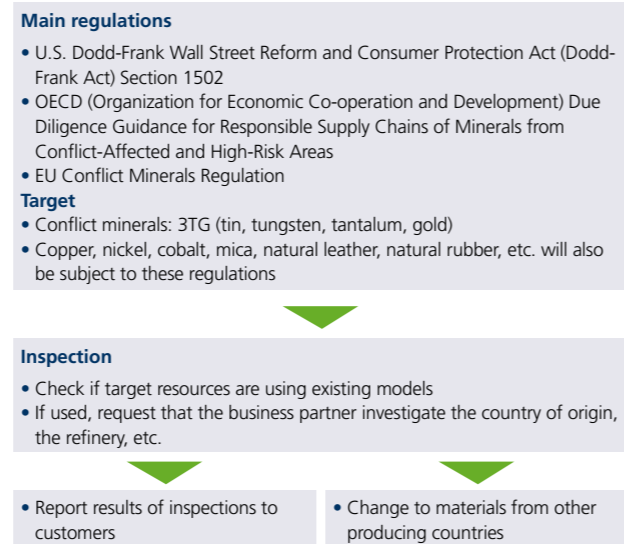 Main regulations
• U.S. Dodd-Frank Wall Street Reform and Consumer Protection Act (Dodd-
Frank Act) Section 1502
• OECD (Organization for Economic Co-operation and Development) Due
Diligence Guidance for Responsible Supply Chains of Minerals from
Conflict-Affected and High-Risk Areas
• EU Conflict Minerals Regulation
Target
• Conflict minerals: 3TG (tin, tungsten, tantalum, gold)
• Copper, nickel, cobalt, mica, natural leather, natural rubber, etc. will also
be subject to these regulations
Inspection
• Check if target resources are using existing models
• If used, request that the business partner investigate the country of origin,
the refinery, etc.
• Report results of inspections to
customers
• Change to materials from other
producing countries